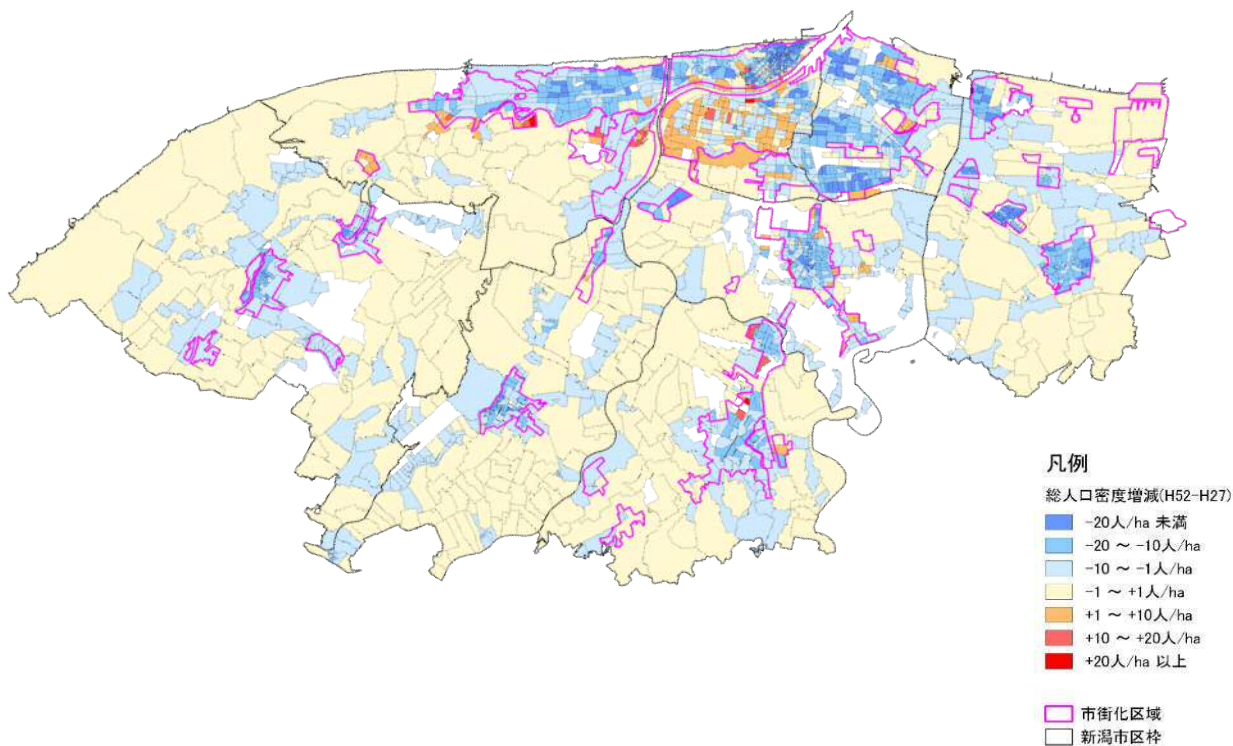 凡例
総人口密度増減(H52-H27)
-20人/ha 未満
-20 ～ -10人/ha
-10 ～ -1人/ha
-1 ～ +1人/ha
+1 ～ +10人/ha
+10 ～ +20人/ha
+20人/ha 以上
市街化区域
新潟市区枠